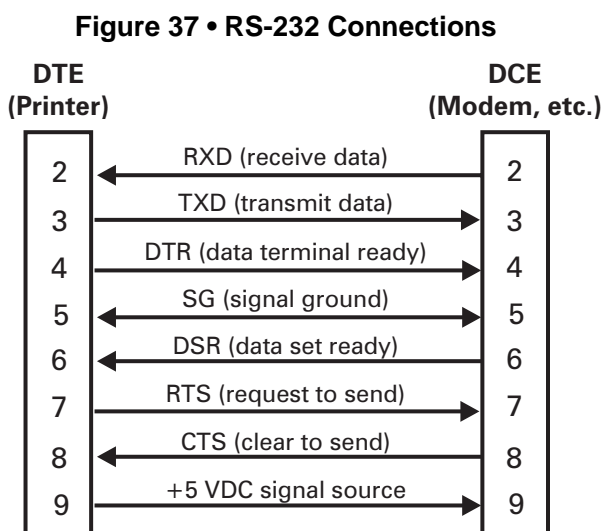 Figure 37 • RS-232 Connections
DTE
(Printer)
DCE
(Modem, etc.)
2 RXD (receive data) 2
3 TXD (transmit data) 3
4 DTR (data terminal ready) 4
5 SG (signal ground) 5
6 DSR (data set ready) 6
7 RTS (request to send) 7
8 CTS (clear to send) 8
9 +5 VDC signal source 9